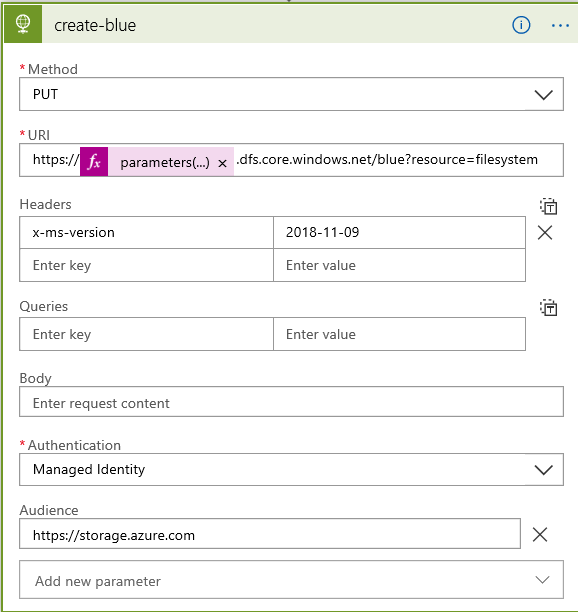 create-blue
* Method
PUT
* URI
https:// fx parameters(...) × .dfs.core.windows.net/blue?resource=filesystem
Headers
x-ms-version 2018-11-09
Enter key Enter value
Queries
Enter key Enter value
Body
Enter request content
* Authentication
Managed Identity
Audience
https://storage.azure.com
Add new parameter